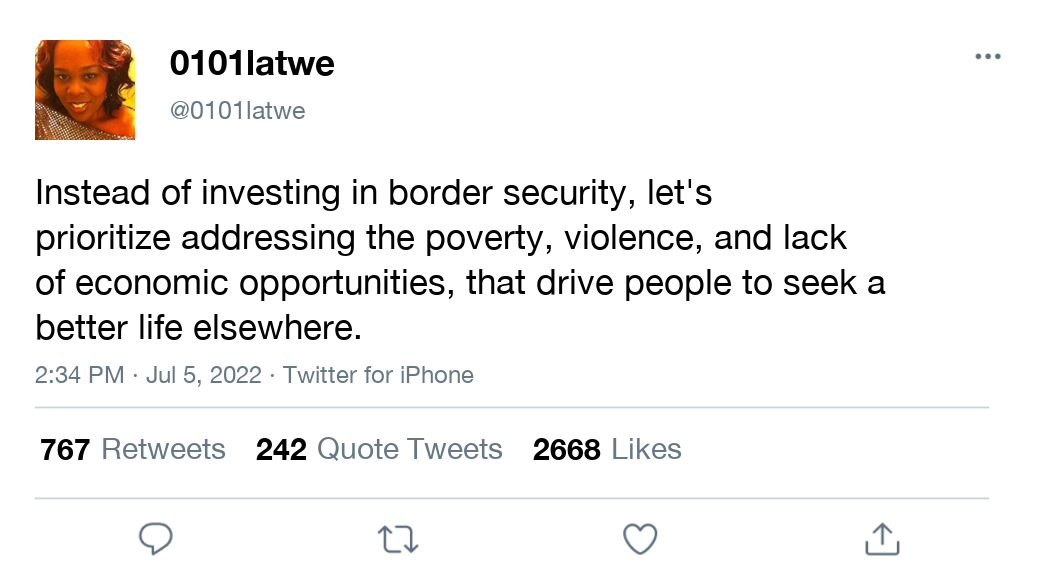 0101latwe
@0101latwe
Instead of investing in border security, let's
prioritize addressing the poverty, violence, and lack
of economic opportunities, that drive people to seek a
better life elsewhere.
2:34 PM · Jul 5, 2022 · Twitter for iPhone
767 Retweets 242 Quote Tweets 2668 Likes